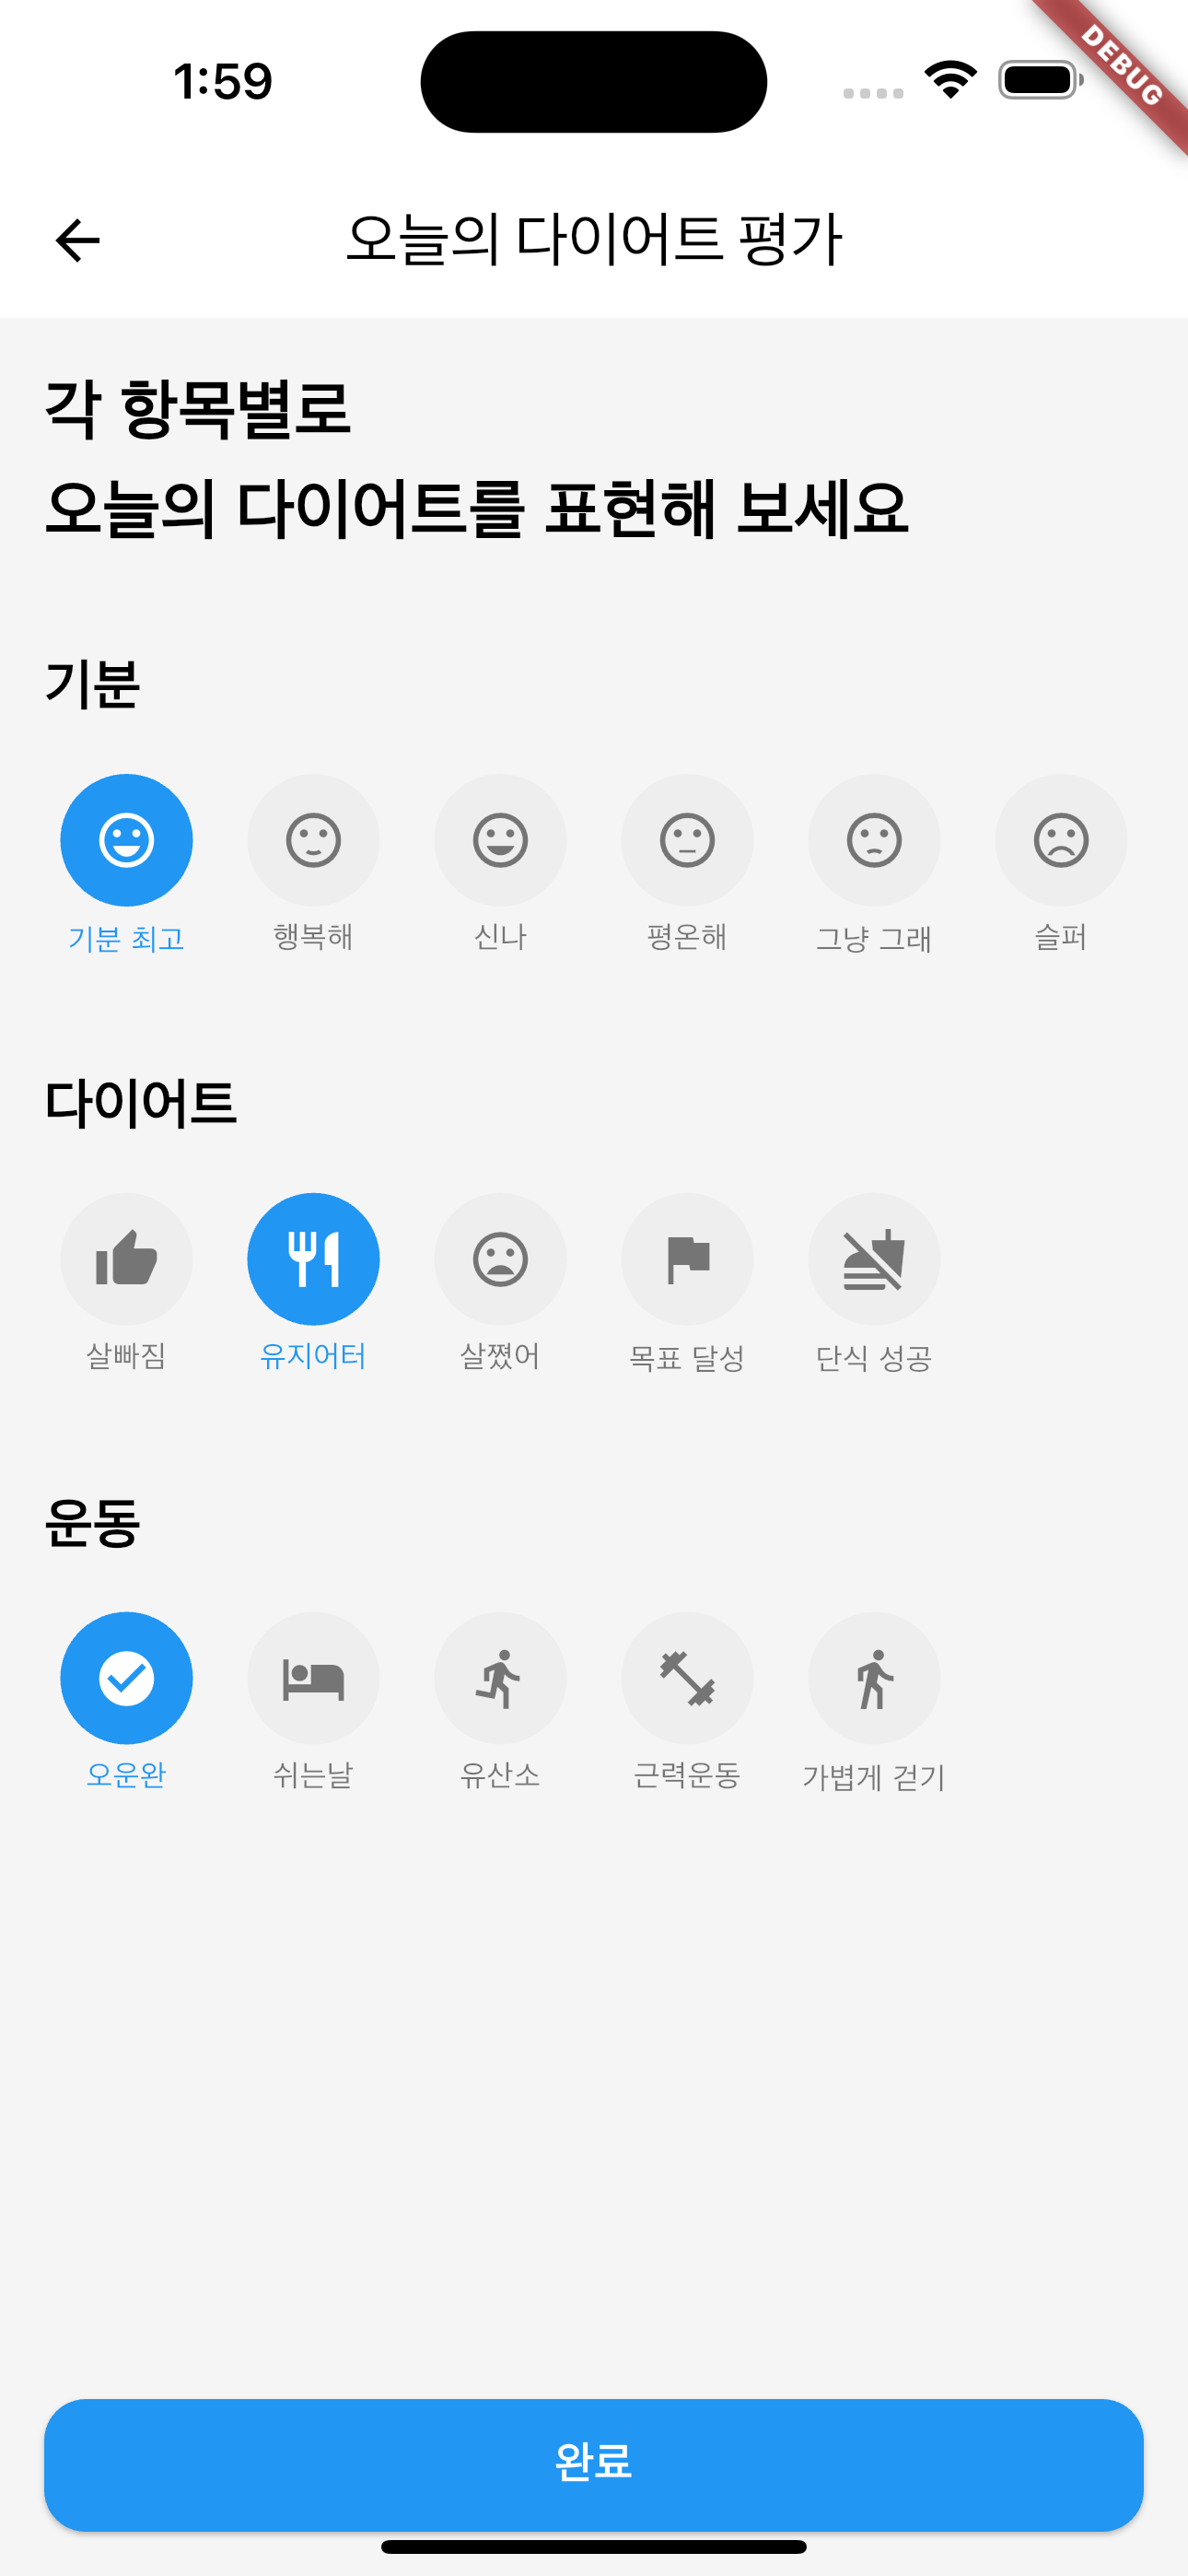 1:59
DEBUG
오늘의 다이어트 평가
각 항목별로
오늘의 다이어트를 표현해 보세요
기분
기분 최고 행복해 신나 평온해 그냥 그래 슬퍼
다이어트
살빠짐 유지어터 살쪘어 목표 달성 단식 성공
운동
오운완 쉬는날 유산소 근력운동 가볍게 걷기
완료